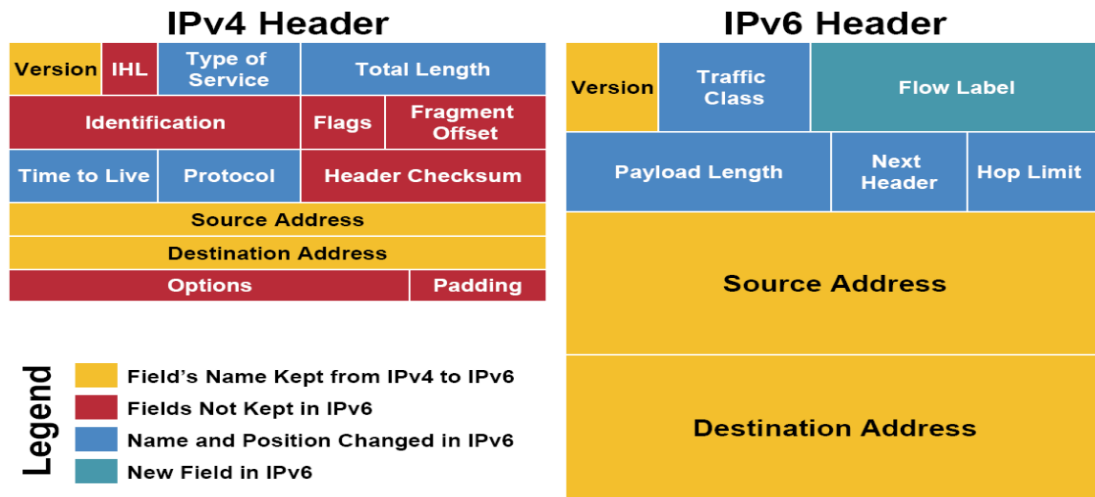 IPv4 Header
IPv6 Header
Version
IHL
Type of
Service
Total Length
Identification
Flags
Fragment
Offset
Time to Live
Protocol
Header Checksum
Source Address
Destination Address
Options
Padding
Version
Traffic
Class
Flow Label
Payload Length
Next
Header
Hop Limit
Source Address
Destination Address
Legend
Field's Name Kept from IPv4 to IPv6
Fields Not Kept in IPv6
Name and Position Changed in IPv6
New Field in IPv6